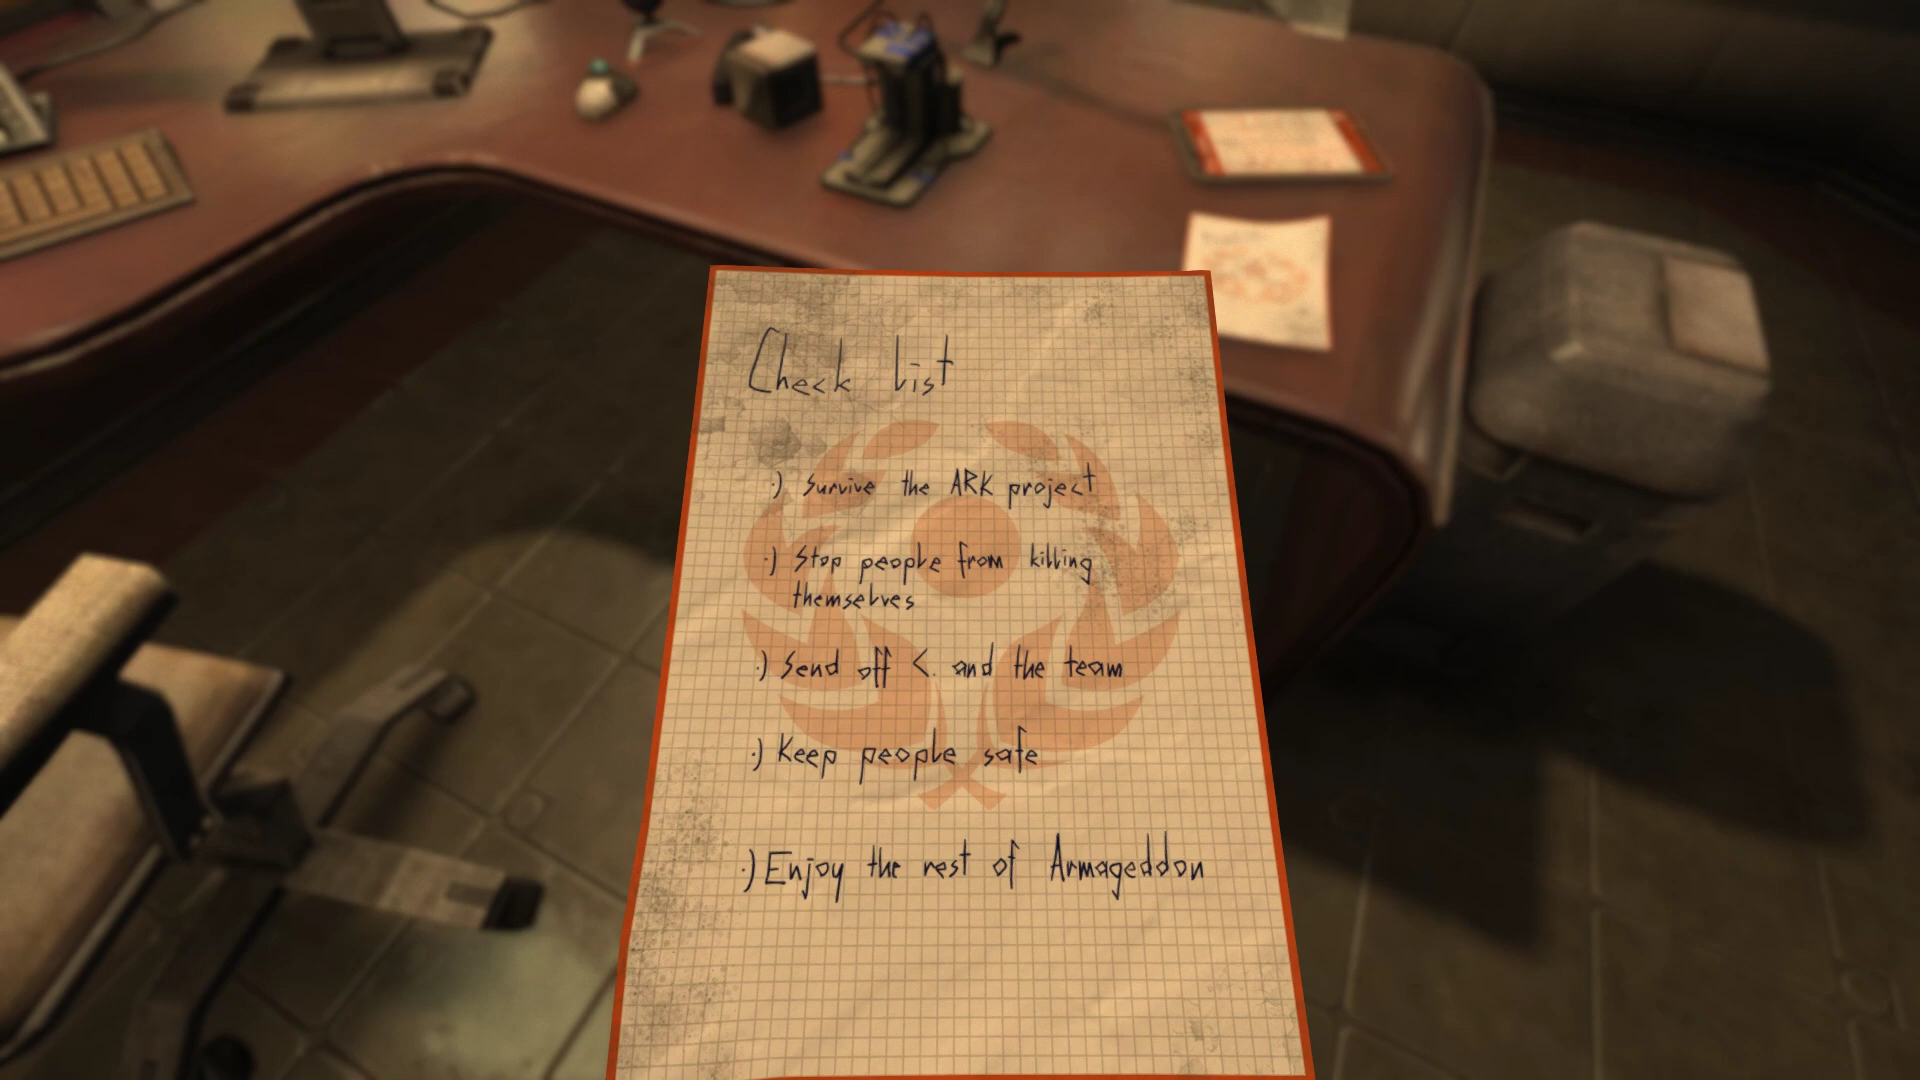 Check list
·) Survive the ARK project
·) Stop people from killing
themselves
·) Send off C. and the team
·) Keep people safe
·) Enjoy the rest of Armageddon